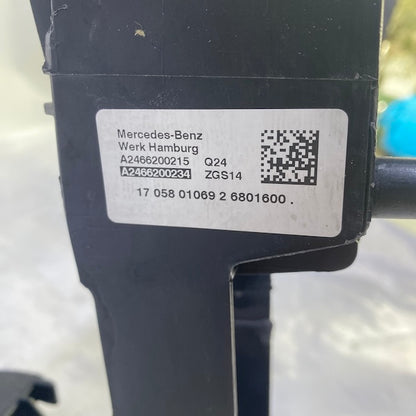 Mercedes-Benz
Werk Hamburg
A2466200215 Q24
A2466200234 ZGS14
17 058 01069 2 6801600 .